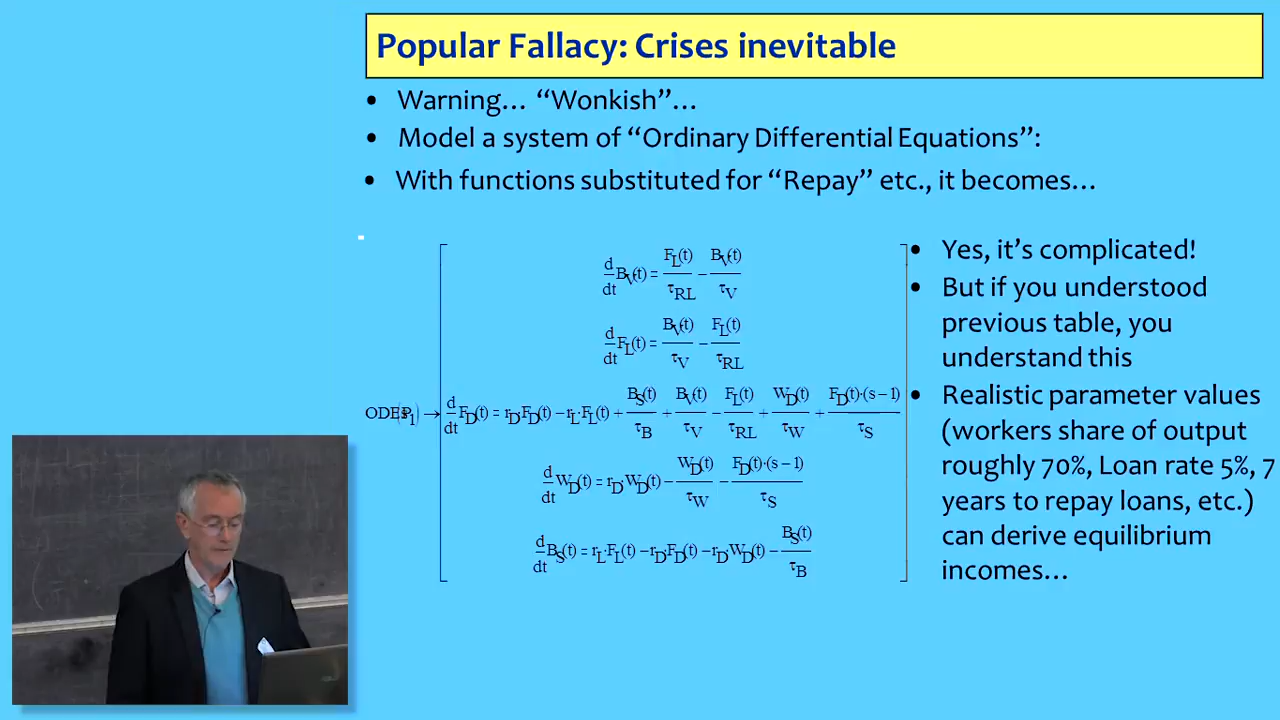 Popular Fallacy: Crises inevitable
• Warning… “Wonkish”…
• Model a system of “Ordinary Differential Equations”:
• With functions substituted for “Repay” etc., it becomes…
d/dt B_V(t) = F_L(t)/τ_RL − B_V(t)/τ_V
d/dt F_L(t) = B_V(t)/τ_V − F_L(t)/τ_RL
ODEs(P_1) → d/dt F_D(t) = r_D·F_D(t) − r_L·F_L(t) + B_S(t)/τ_B + B_V(t)/τ_V − F_L(t)/τ_RL + W_D(t)/τ_W + F_D(t)·(s − 1)/τ_S
d/dt W_D(t) = r_D·W_D(t) − W_D(t)/τ_W − F_D(t)·(s − 1)/τ_S
d/dt B_S(t) = r_L·F_L(t) − r_D·F_D(t) − r_D·W_D(t) − B_S(t)/τ_B
• Yes, it’s complicated!
• But if you understood
previous table, you
understand this
• Realistic parameter values
(workers share of output
roughly 70%, Loan rate 5%, 7
years to repay loans, etc.)
can derive equilibrium
incomes…